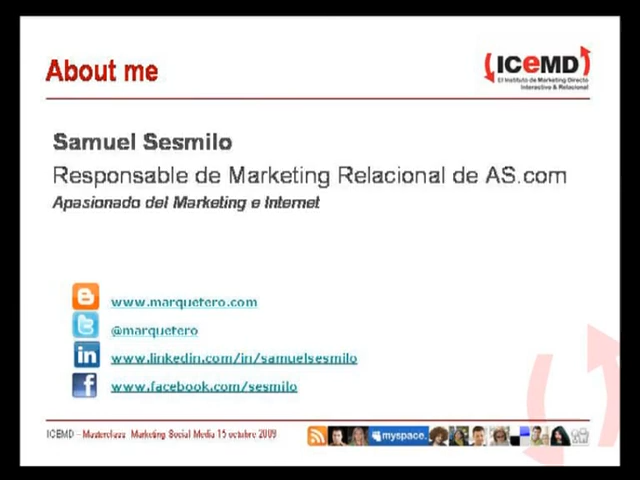 About me
ICeMD
El Instituto de Marketing Directo
Interactivo & Relacional
Samuel Sesmilo
Responsable de Marketing Relacional de AS.com
Apasionado del Marketing e Internet
www.marquetero.com
@marquetero
www.linkedin.com/in/samuelsesmilo
www.facebook.com/sesmilo
ICEMD - Masterclass Marketing Social Media 15 octubre 2009
myspace.